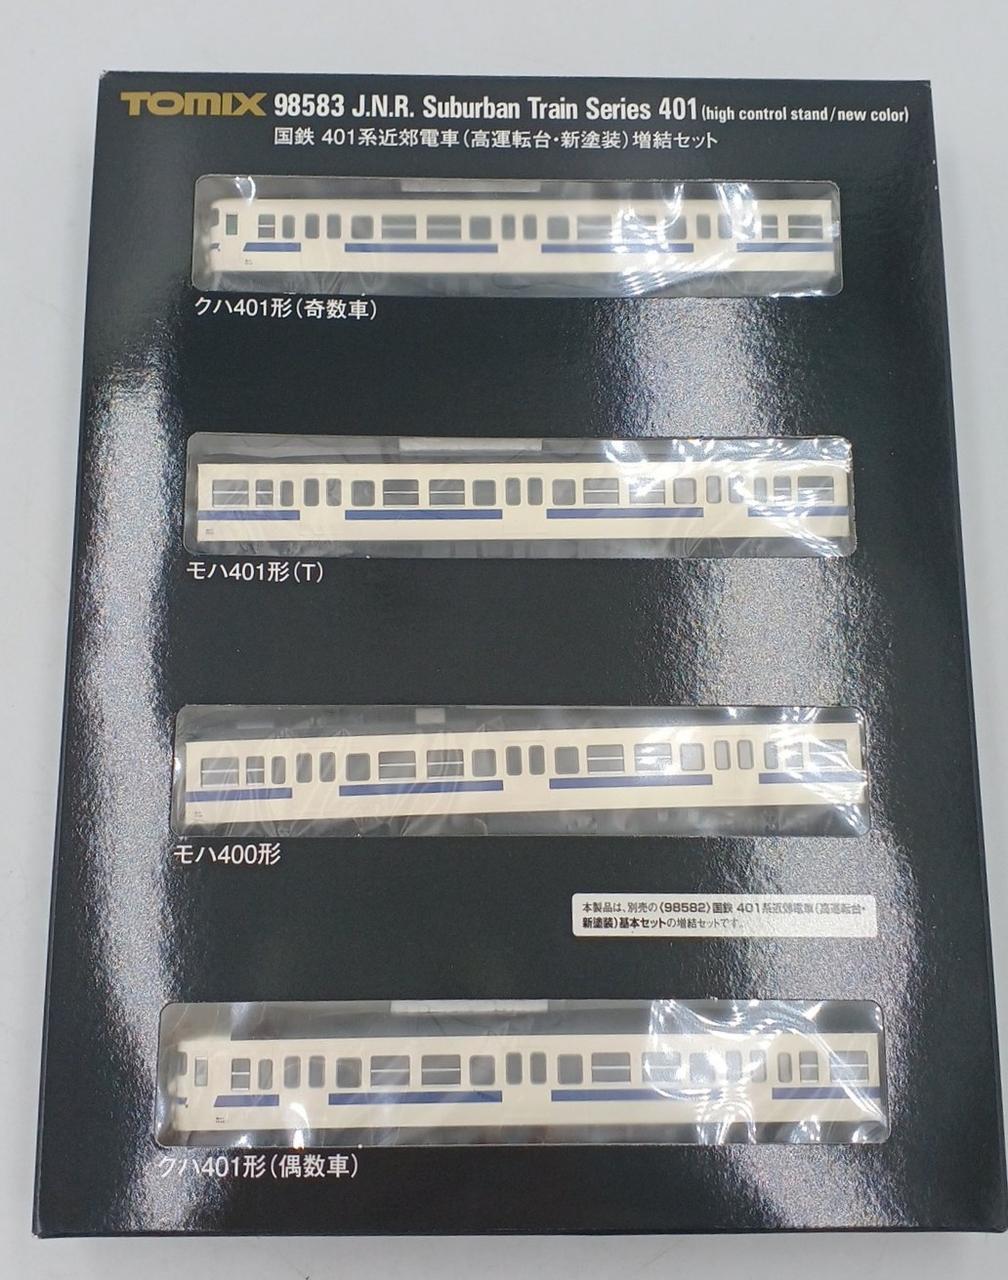 TOMIX 98583 J.N.R. Suburban Train Series 401 (high control stand/new color)
国鉄 401系近郊電車(高運転台・新塗装)増結セット
クハ401形(奇数車)
モハ401形(T)
モハ400形
本製品は、別売の〈98582〉国鉄 401系近郊電車(高運転台・
新塗装)基本セットの増結セットです。
クハ401形(偶数車)